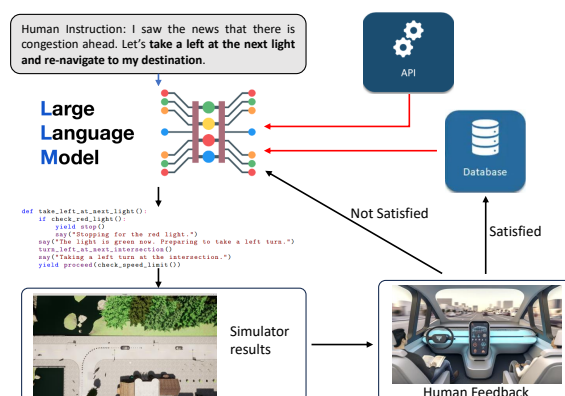 Human Instruction: I saw the news that there is
congestion ahead. Let's take a left at the next light
and re-navigate to my destination.
API
Large
Language
Model
Database
Not Satisfied
Satisfied
def take_left_at_next_light():
if check_red_light():
yield stop()
say("Stopping for the red light.")
say("The light is green now. Preparing to take a left turn.")
turn_left_at_next_intersection()
say("Taking a left turn at the intersection.")
yield proceed(check_speed_limit())
Simulator
results
Human Feedback